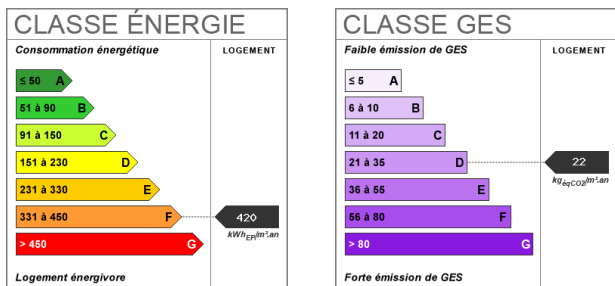 CLASSE ÉNERGIE
Consommation énergétique
LOGEMENT
≤ 50 A
51 à 90 B
91 à 150 C
151 à 230 D
231 à 330 E
331 à 450 F
420
kWhEP/m².an
> 450 G
Logement énergivore
CLASSE GES
Faible émission de GES
LOGEMENT
≤ 5 A
6 à 10 B
11 à 20 C
21 à 35 D
22
kgéqCO2/m².an
36 à 55 E
56 à 80 F
> 80 G
Forte émission de GES